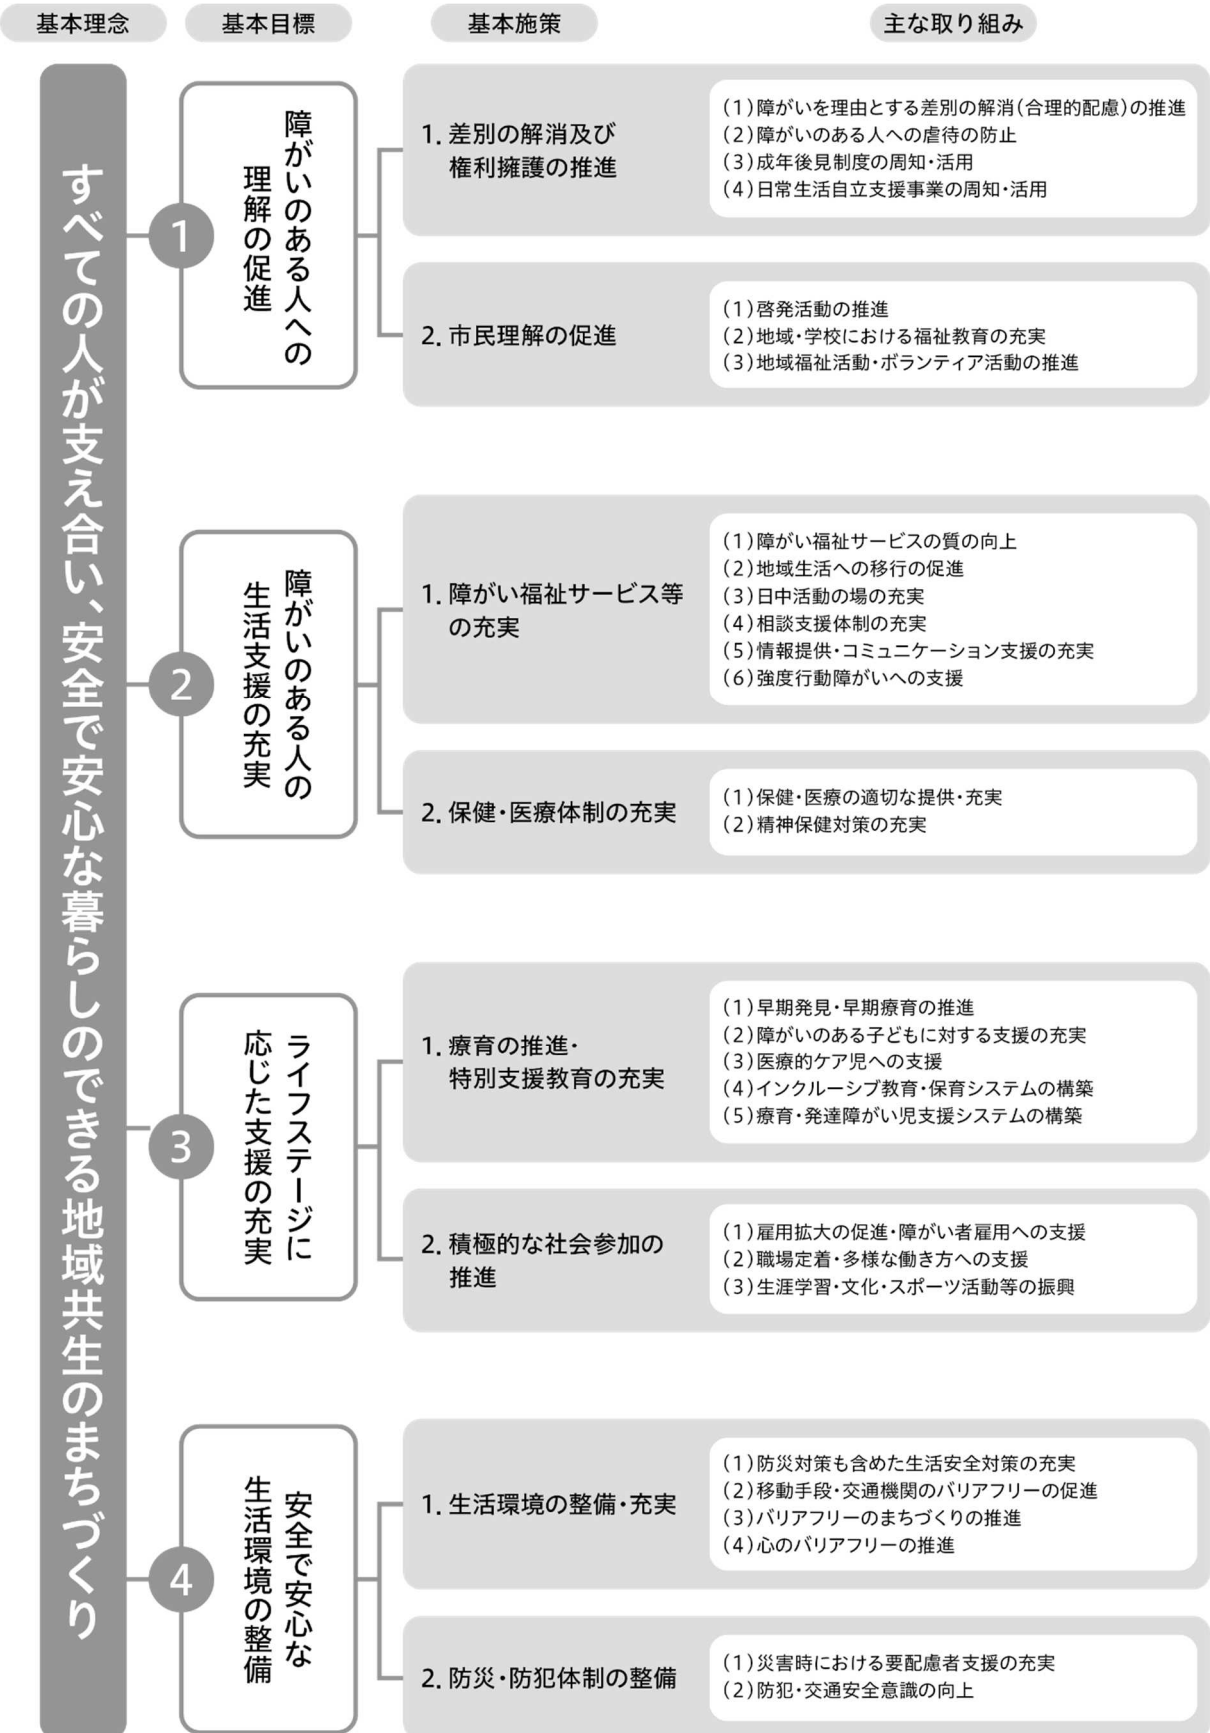 基本理念
基本目標
基本施策
主な取り組み
すべての人が支え合い、安全で安心な暮らしのできる地域共生のまちづくり
1
障がいのある人への
理解の促進
1. 差別の解消及び
権利擁護の推進
(1)障がいを理由とする差別の解消(合理的配慮)の推進
(2)障がいのある人への虐待の防止
(3)成年後見制度の周知・活用
(4)日常生活自立支援事業の周知・活用
2. 市民理解の促進
(1)啓発活動の推進
(2)地域・学校における福祉教育の充実
(3)地域福祉活動・ボランティア活動の推進
2
障がいのある人の
生活支援の充実
1. 障がい福祉サービス等
の充実
(1)障がい福祉サービスの質の向上
(2)地域生活への移行の促進
(3)日中活動の場の充実
(4)相談支援体制の充実
(5)情報提供・コミュニケーション支援の充実
(6)強度行動障がいへの支援
2. 保健・医療体制の充実
(1)保健・医療の適切な提供・充実
(2)精神保健対策の充実
3
ライフステージに
応じた支援の充実
1. 療育の推進・
特別支援教育の充実
(1)早期発見・早期療育の推進
(2)障がいのある子どもに対する支援の充実
(3)医療的ケア児への支援
(4)インクルーシブ教育・保育システムの構築
(5)療育・発達障がい児支援システムの構築
2. 積極的な社会参加の
推進
(1)雇用拡大の促進・障がい者雇用への支援
(2)職場定着・多様な働き方への支援
(3)生涯学習・文化・スポーツ活動等の振興
4
安全で安心な
生活環境の整備
1. 生活環境の整備・充実
(1)防災対策も含めた生活安全対策の充実
(2)移動手段・交通機関のバリアフリーの促進
(3)バリアフリーのまちづくりの推進
(4)心のバリアフリーの推進
2. 防災・防犯体制の整備
(1)災害時における要配慮者支援の充実
(2)防犯・交通安全意識の向上